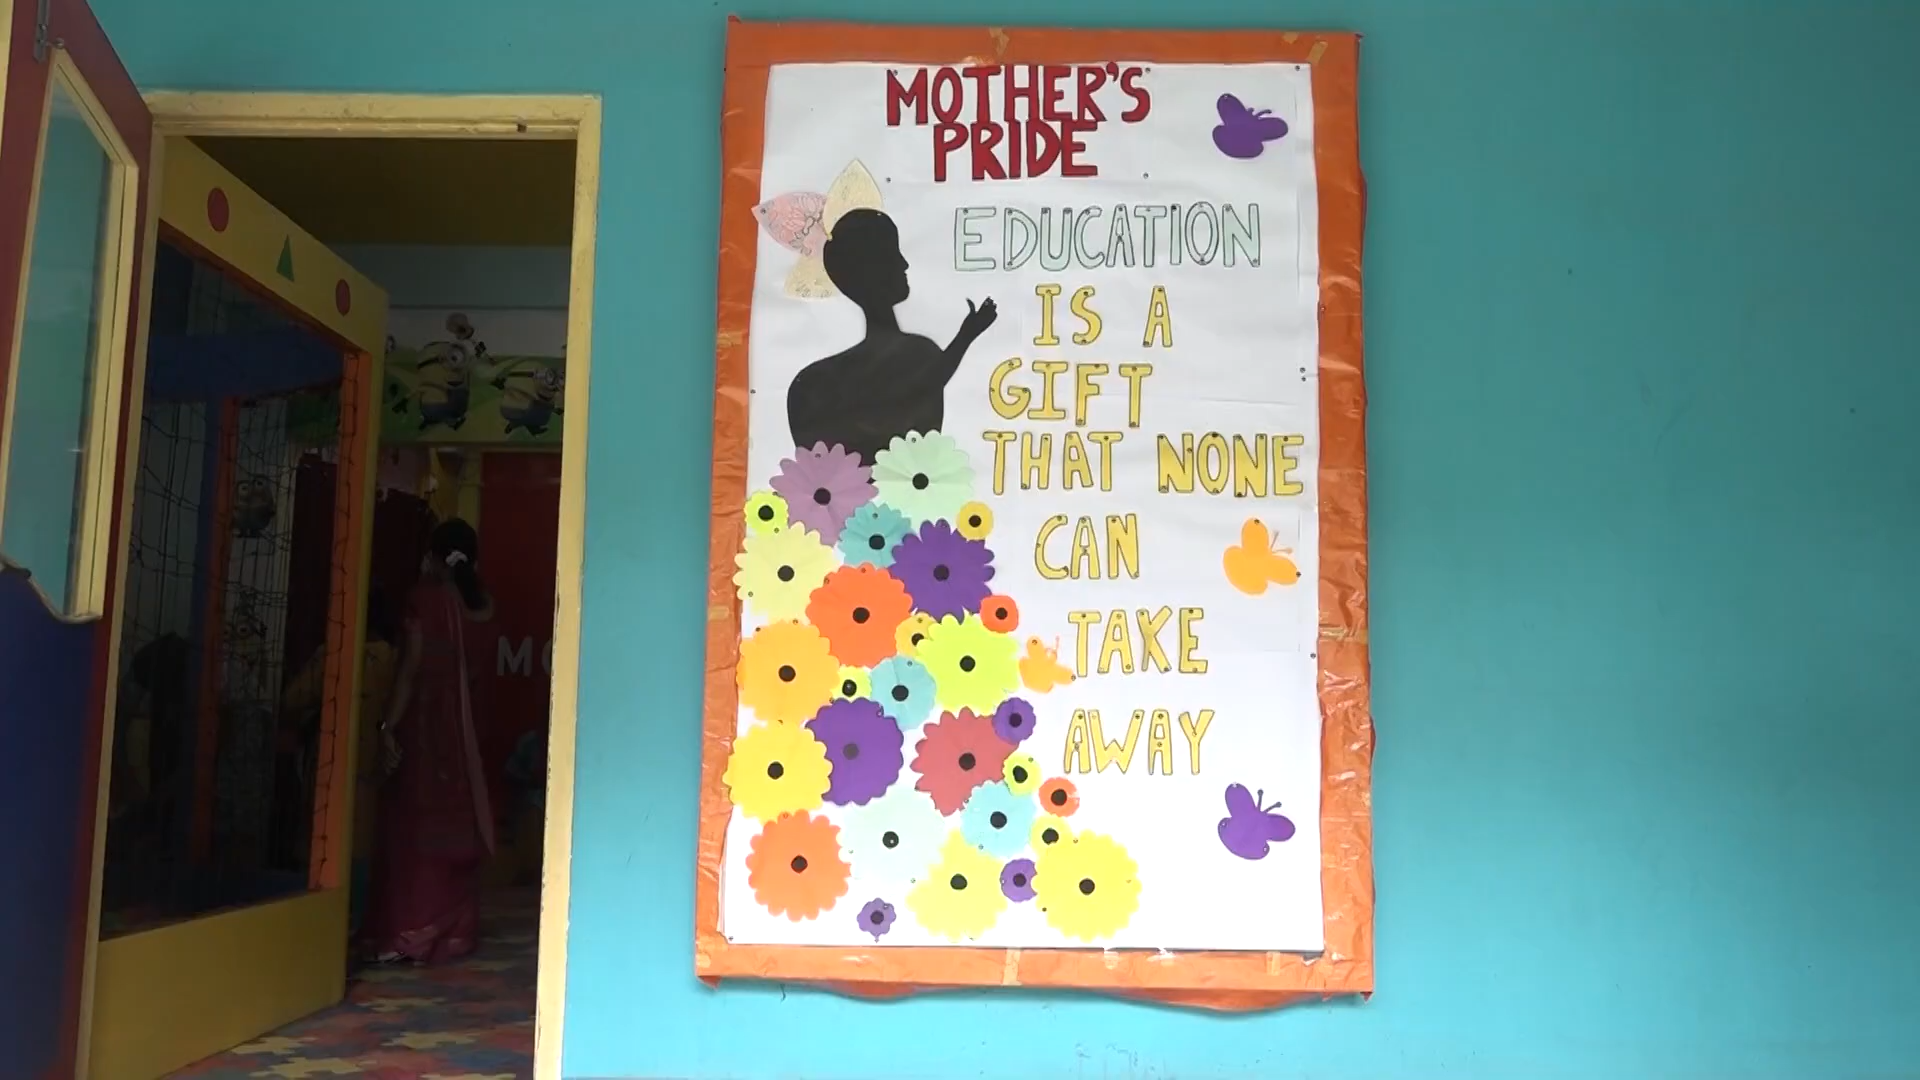 MOTHER'S
PRIDE
EDUCATION
IS A
GIFT
THAT NONE
CAN
TAKE
AWAY